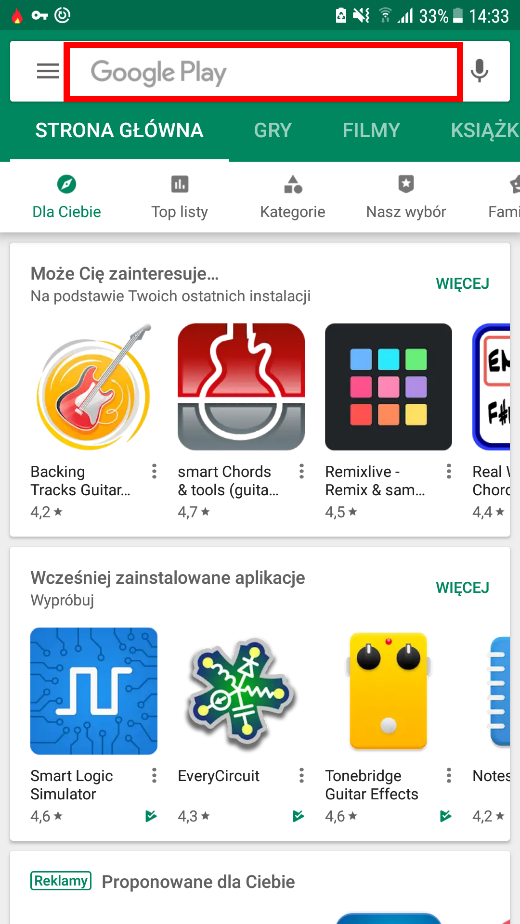 33% 14:33
Google Play
STRONA GŁÓWNA GRY FILMY KSIĄŻK
Dla Ciebie Top listy Kategorie Nasz wybór Fami
Może Cię zainteresuje...
Na podstawie Twoich ostatnich instalacji
WIĘCEJ
Backing
Tracks Guitar...
4,2
smart Chords
& tools (guita...
4,7
Remixlive -
Remix & sam...
4,5
Real W
Chord
4,4
Wcześniej zainstalowane aplikacje
Wypróbuj
WIĘCEJ
Smart Logic
Simulator
4,6
EveryCircuit
4,3
Tonebridge
Guitar Effects
4,6
Notes
4,2
Reklamy Proponowane dla Ciebie